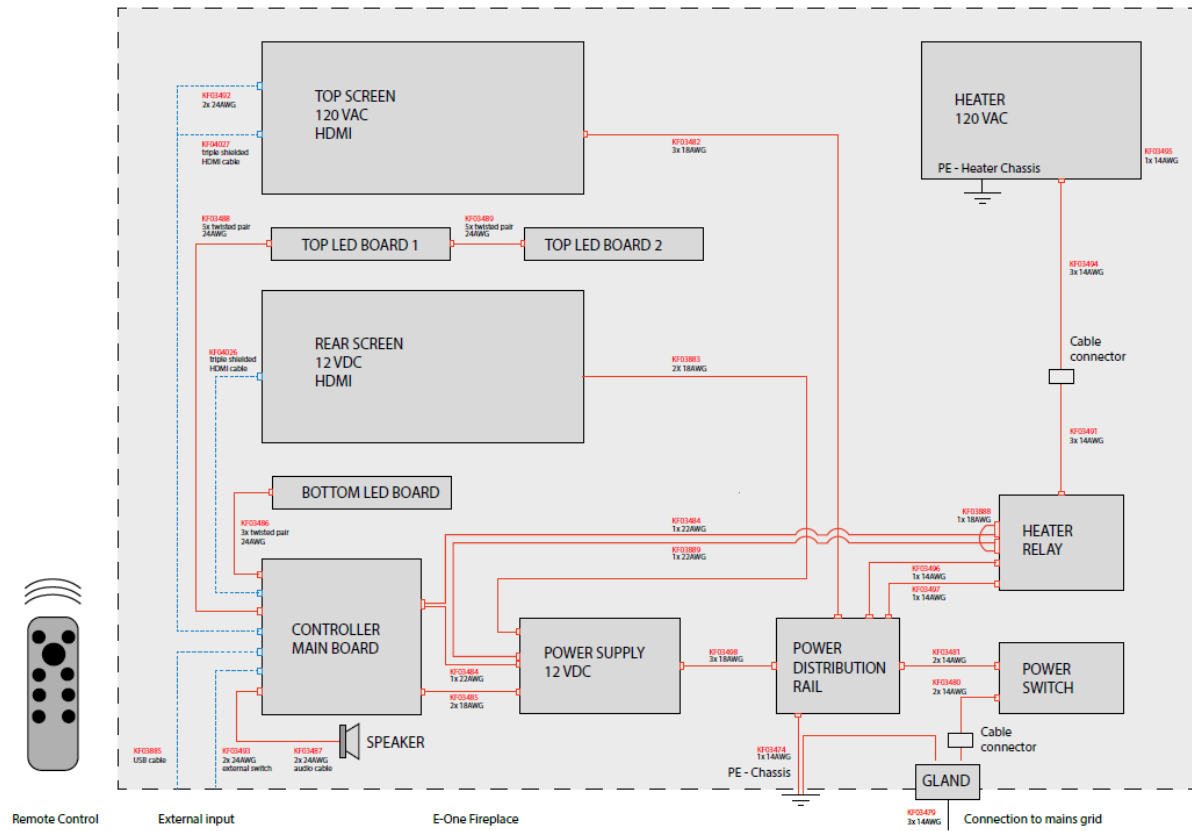 KF03492
2x 24AWG
TOP SCREEN
120 VAC
HDMI
KF04027
triple shielded
HDMI cable
KF03482
3x 18AWG
HEATER
120 VAC
PE - Heater Chassis
KF03495
1x 14AWG
KF03488
5x twisted pair
24AWG
TOP LED BOARD 1
KF03489
5x twisted pair
24AWG
TOP LED BOARD 2
KF03494
3x 14AWG
REAR SCREEN
12 VDC
HDMI
KF04026
triple shielded
HDMI cable
KF03883
2X 18AWG
Cable
connector
KF03491
3x 14AWG
BOTTOM LED BOARD
KF03486
3x twisted pair
24AWG
KF03484
1x 22AWG
KF03889
1x 22AWG
KF03888
1x 18AWG
HEATER
RELAY
KF03496
1x 14AWG
KF03497
1x 14AWG
CONTROLLER
MAIN BOARD
KF03484
1x 22AWG
KF03485
2x 18AWG
POWER SUPPLY
12 VDC
KF03498
3x 18AWG
POWER
DISTRIBUTION
RAIL
KF03481
2x 14AWG
KF03480
2x 14AWG
POWER
SWITCH
Cable
connector
SPEAKER
KF03885
USB cable
KF03493
2x 24AWG
external switch
KF03487
2x 24AWG
audio cable
KF03474
1x 14AWG
PE - Chassis
GLAND
KF03479
3x 14AWG
Remote Control
External input
E-One Fireplace
Connection to mains grid